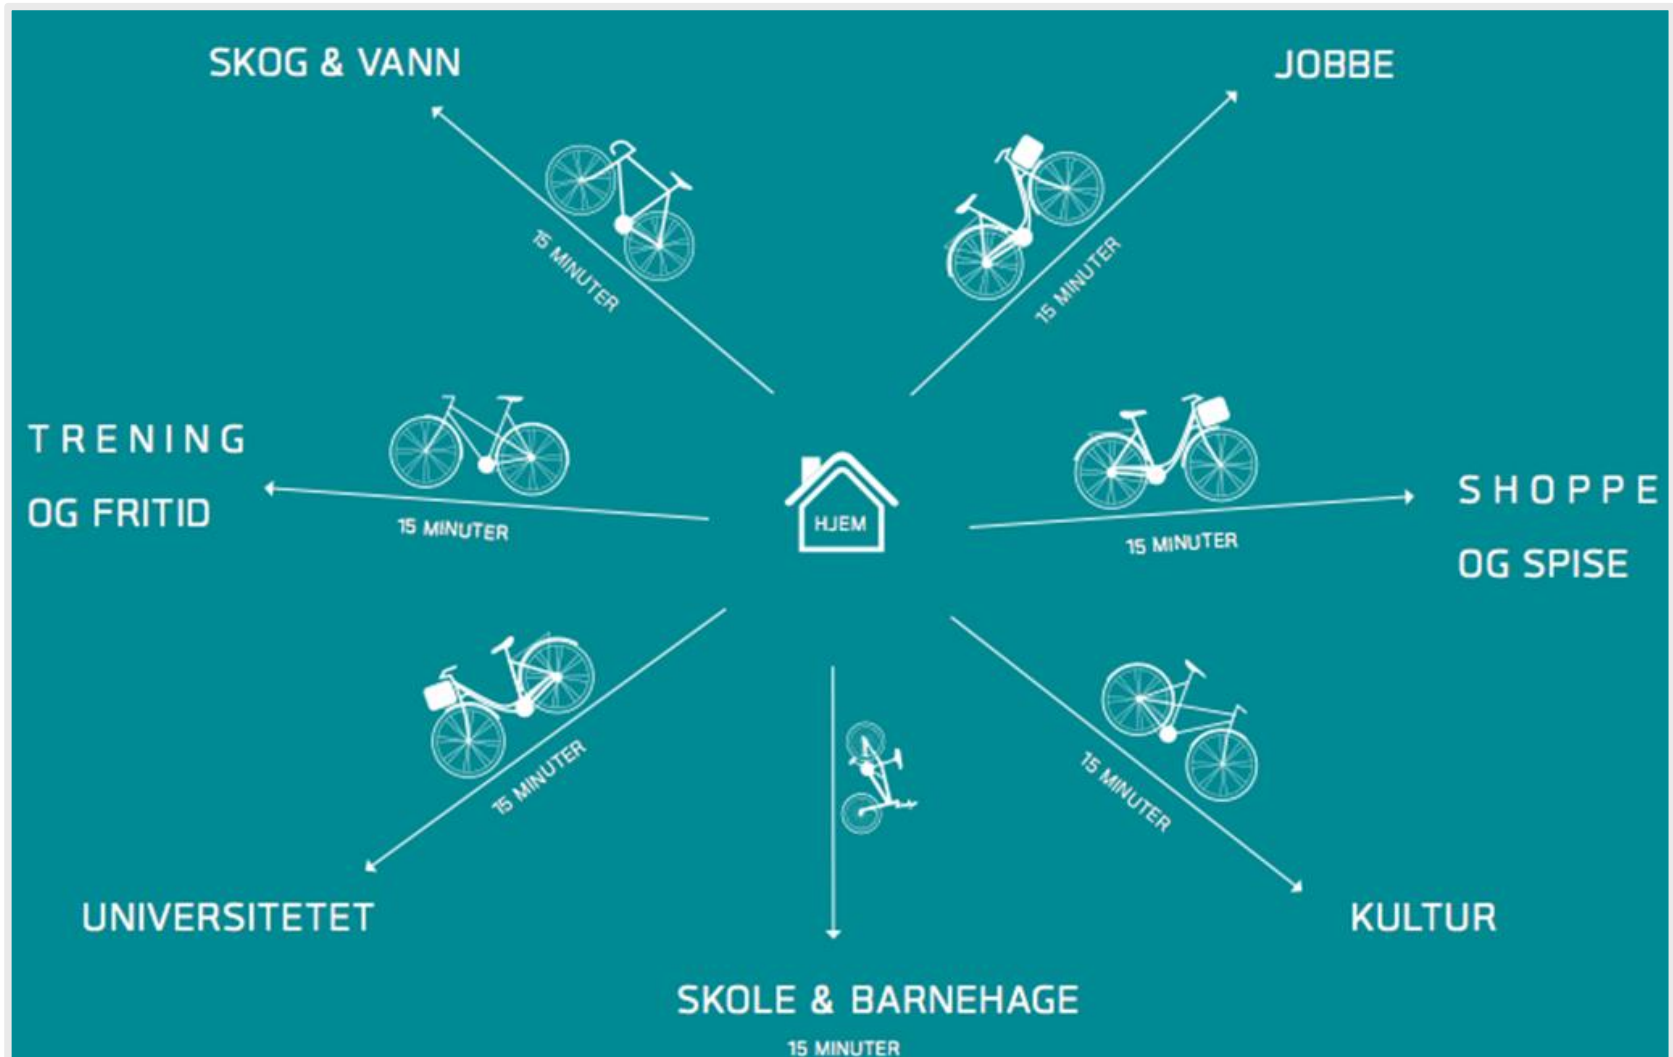 SKOG & VANN
JOBBE
15 MINUTER
15 MINUTER
TRENING
OG FRITID
15 MINUTER
HJEM
15 MINUTER
SHOPPE
OG SPISE
15 MINUTER
15 MINUTER
UNIVERSITETET
KULTUR
SKOLE & BARNEHAGE
15 MINUTER